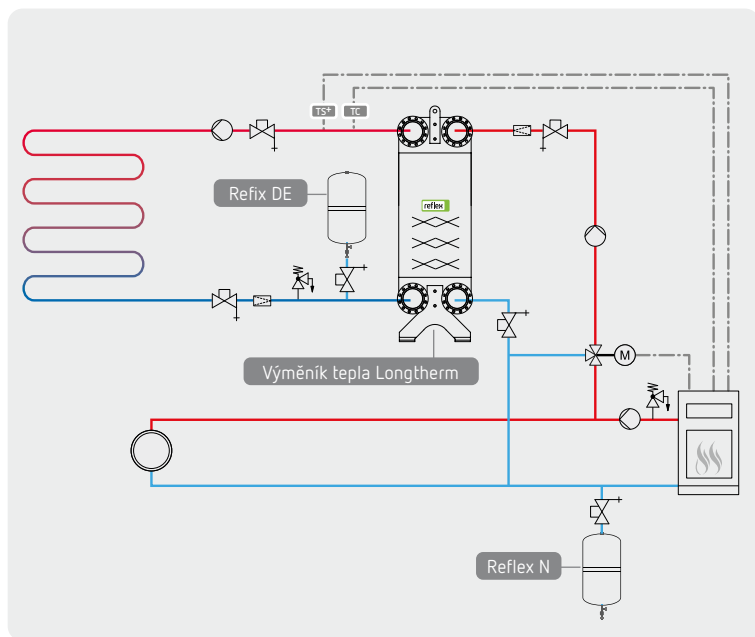 TS+
TC
Refix DE
reflex
Výměník tepla Longtherm
M
Reflex N